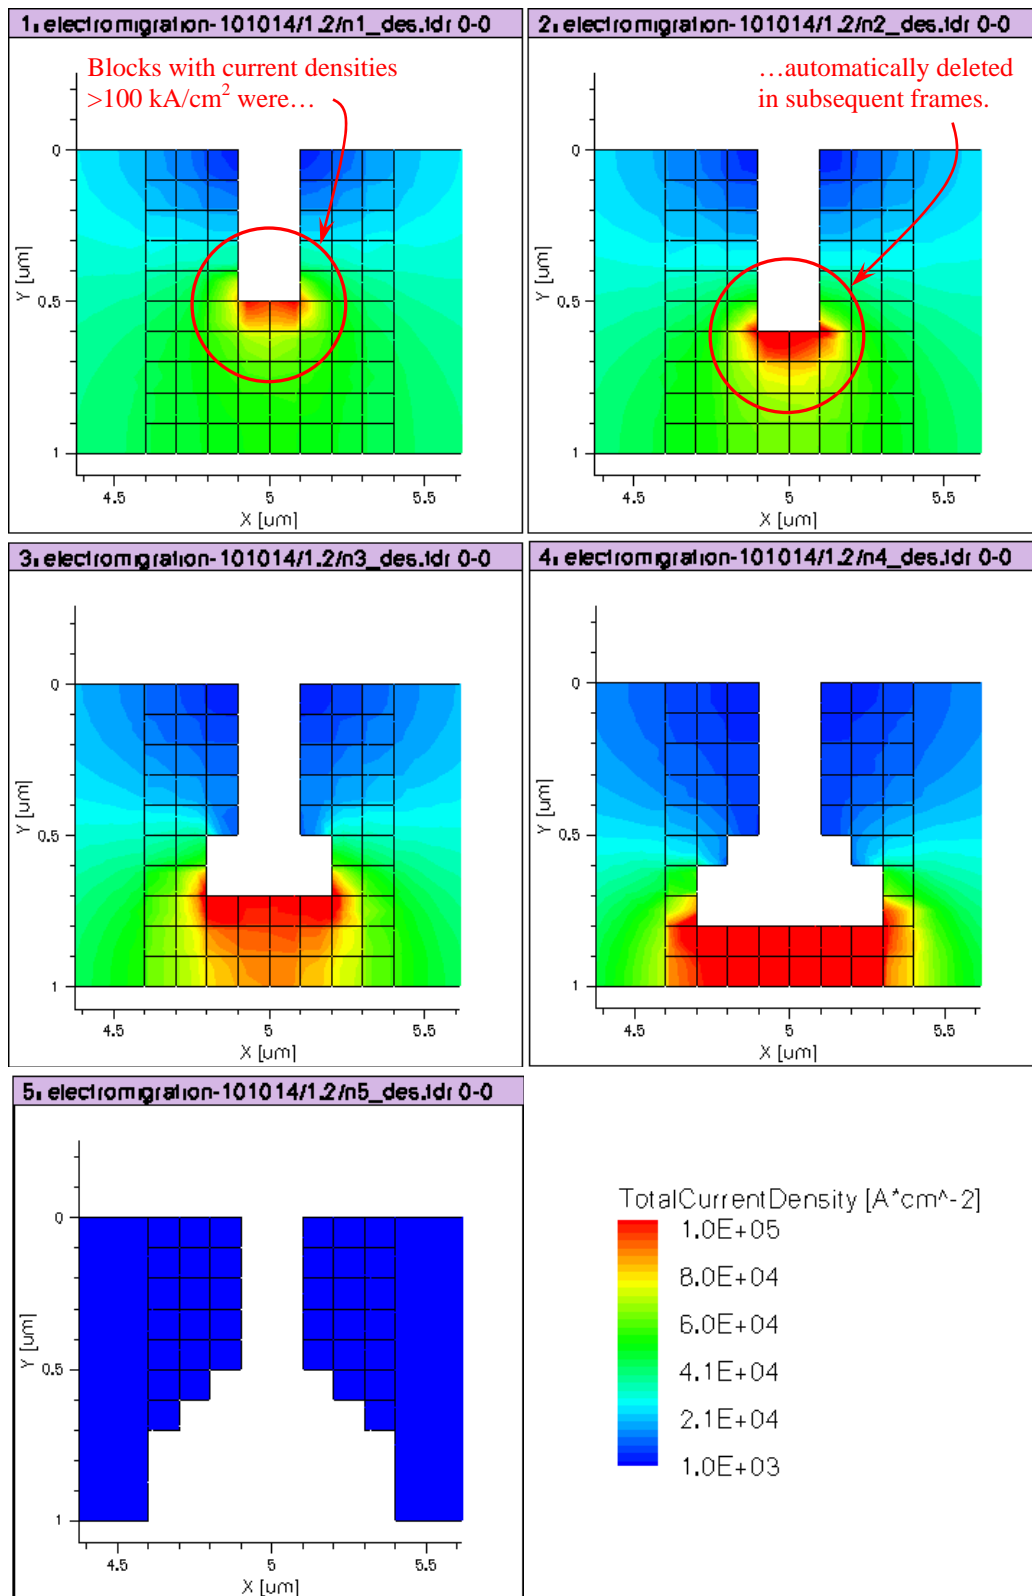 1: electromigration-101014/1.2/n1_des.tdr 0-0
Blocks with current densities
>100 kA/cm² were…
0
0.5
1
Y [um]
4.5
5
5.5
X [um]
2: electromigration-101014/1.2/n2_des.tdr 0-0
…automatically deleted
in subsequent frames.
0
0.5
1
Y [um]
4.5
5
5.5
X [um]
3: electromigration-101014/1.2/n3_des.tdr 0-0
0
0.5
1
Y [um]
4.5
5
5.5
X [um]
4: electromigration-101014/1.2/n4_des.tdr 0-0
0
0.5
1
Y [um]
4.5
5
5.5
X [um]
5: electromigration-101014/1.2/n5_des.tdr 0-0
0
0.5
1
Y [um]
4.5
5
5.5
X [um]
TotalCurrentDensity [A*cm^-2]
1.0E+05
8.0E+04
6.0E+04
4.1E+04
2.1E+04
1.0E+03